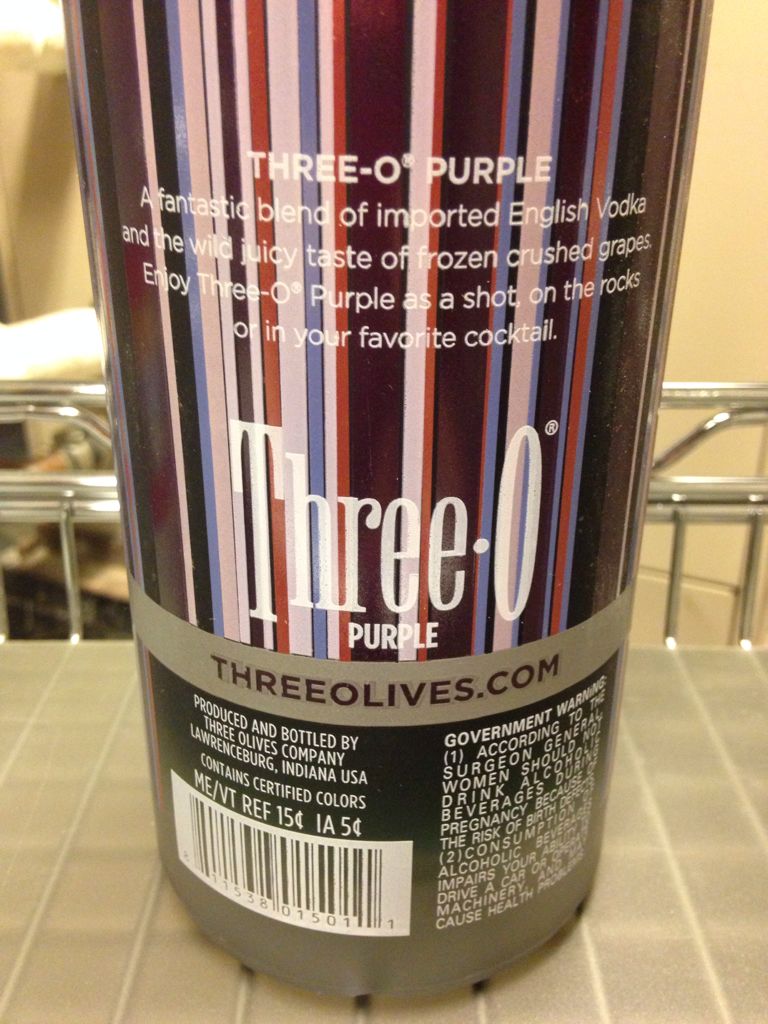 THREE-O® PURPLE
A fantastic blend of imported English Vodka
and the wild juicy taste of frozen crushed grapes.
Enjoy Three-O® Purple as a shot, on the rocks
or in your favorite cocktail.
Three·O®
PURPLE
THREEOLIVES.COM
PRODUCED AND BOTTLED BY
THREE OLIVES COMPANY
LAWRENCEBURG, INDIANA USA
CONTAINS CERTIFIED COLORS
ME/VT REF 15¢ IA 5¢
8 11538 01501 1
GOVERNMENT WARNING:
(1) ACCORDING TO THE
SURGEON GENERAL,
WOMEN SHOULD NOT
DRINK ALCOHOLIC
BEVERAGES DURING
PREGNANCY BECAUSE OF
THE RISK OF BIRTH DEFECTS.
(2) CONSUMPTION OF
ALCOHOLIC BEVERAGES
IMPAIRS YOUR ABILITY TO
DRIVE A CAR OR OPERATE
MACHINERY, AND MAY
CAUSE HEALTH PROBLEMS.